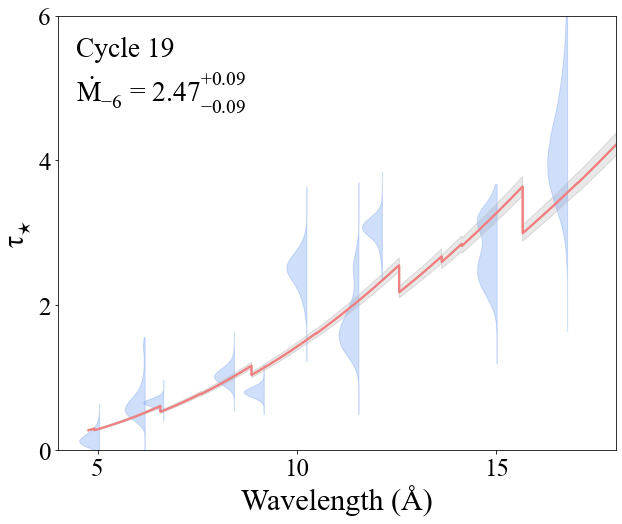 6
Cycle 19
Ṁ₋₆ = 2.47⁺⁰·⁰⁹₋₀.₀₉
4
τ★
2
0
5 10 15
Wavelength (Å)